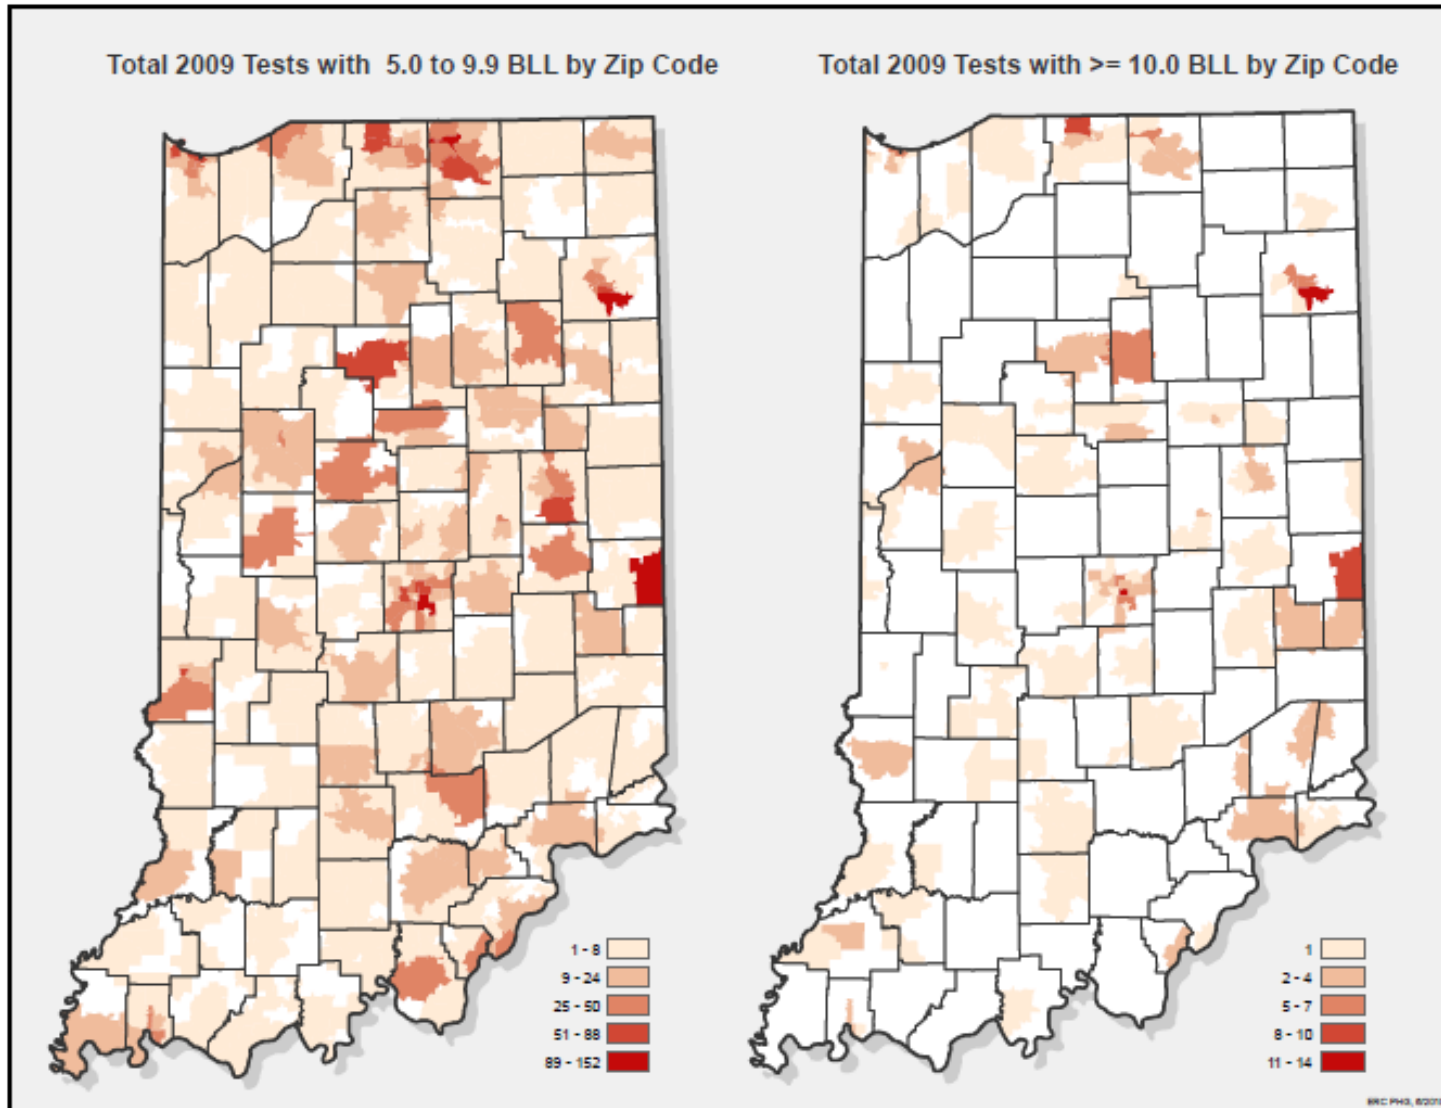 Total 2009 Tests with 5.0 to 9.9 BLL by Zip Code
Total 2009 Tests with >= 10.0 BLL by Zip Code
1 - 8
9 - 24
25 - 50
51 - 88
89 - 152
1
2 - 4
5 - 7
8 - 10
11 - 14
ERC PHG,